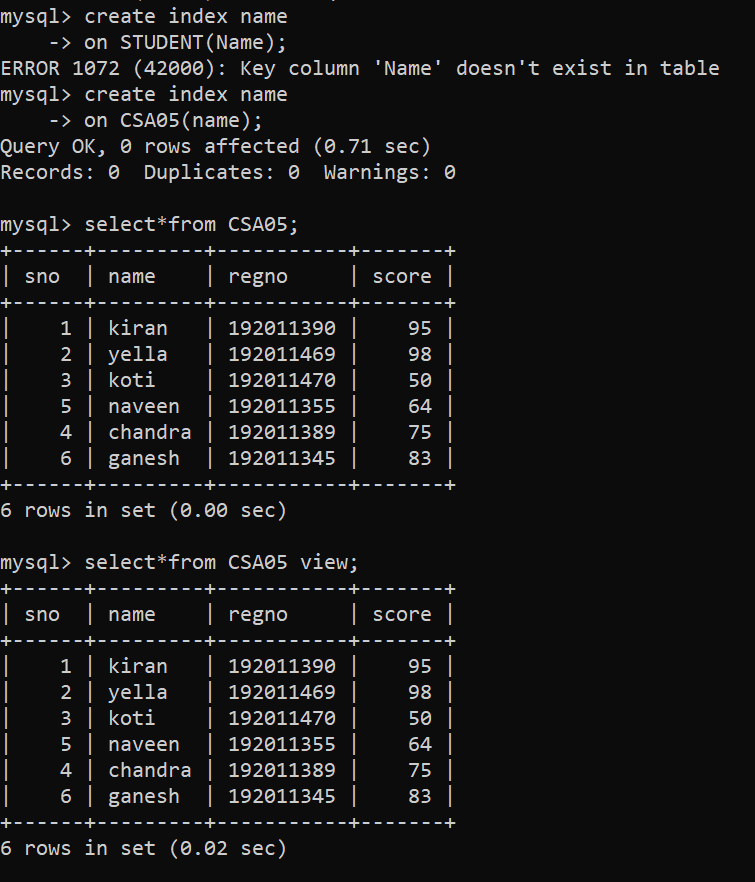 mysql> create index name
    -> on STUDENT(Name);
ERROR 1072 (42000): Key column 'Name' doesn't exist in table
mysql> create index name
    -> on CSA05(name);
Query OK, 0 rows affected (0.71 sec)
Records: 0  Duplicates: 0  Warnings: 0

mysql> select*from CSA05;
+------+---------+-----------+-------+
| sno  | name    | regno     | score |
+------+---------+-----------+-------+
|    1 | kiran   | 192011390 |    95 |
|    2 | yella   | 192011469 |    98 |
|    3 | koti    | 192011470 |    50 |
|    5 | naveen  | 192011355 |    64 |
|    4 | chandra | 192011389 |    75 |
|    6 | ganesh  | 192011345 |    83 |
+------+---------+-----------+-------+
6 rows in set (0.00 sec)

mysql> select*from CSA05 view;
+------+---------+-----------+-------+
| sno  | name    | regno     | score |
+------+---------+-----------+-------+
|    1 | kiran   | 192011390 |    95 |
|    2 | yella   | 192011469 |    98 |
|    3 | koti    | 192011470 |    50 |
|    5 | naveen  | 192011355 |    64 |
|    4 | chandra | 192011389 |    75 |
|    6 | ganesh  | 192011345 |    83 |
+------+---------+-----------+-------+
6 rows in set (0.02 sec)